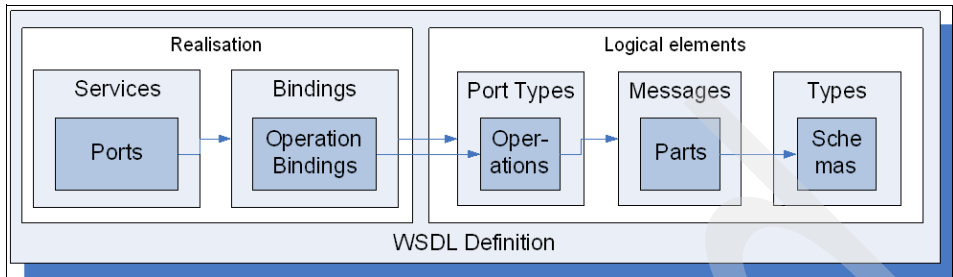 Realisation
Logical elements
Services
Bindings
Port Types
Messages
Types
Ports
Operation
Bindings
Oper-
ations
Parts
Sche
mas
WSDL Definition